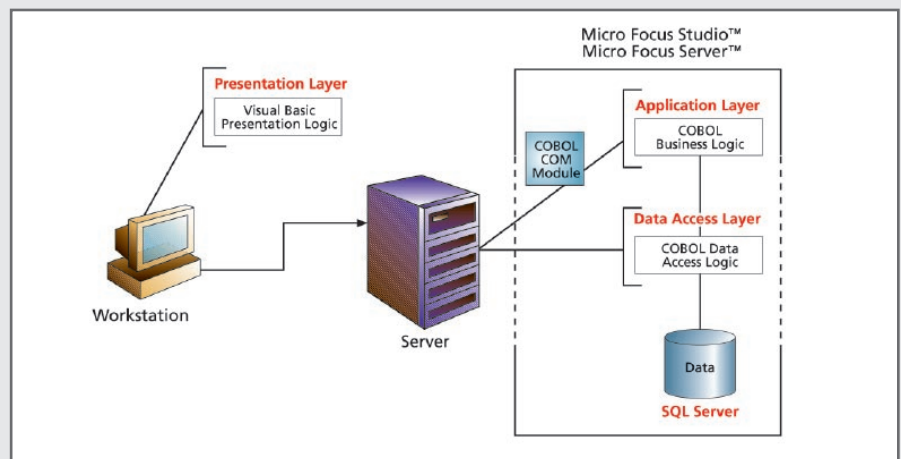 Micro Focus Studio™
Micro Focus Server™
Presentation Layer
Visual Basic
Presentation Logic
Application Layer
COBOL
Business Logic
COBOL
COM
Module
Data Access Layer
COBOL Data
Access Logic
Workstation
Server
Data
SQL Server